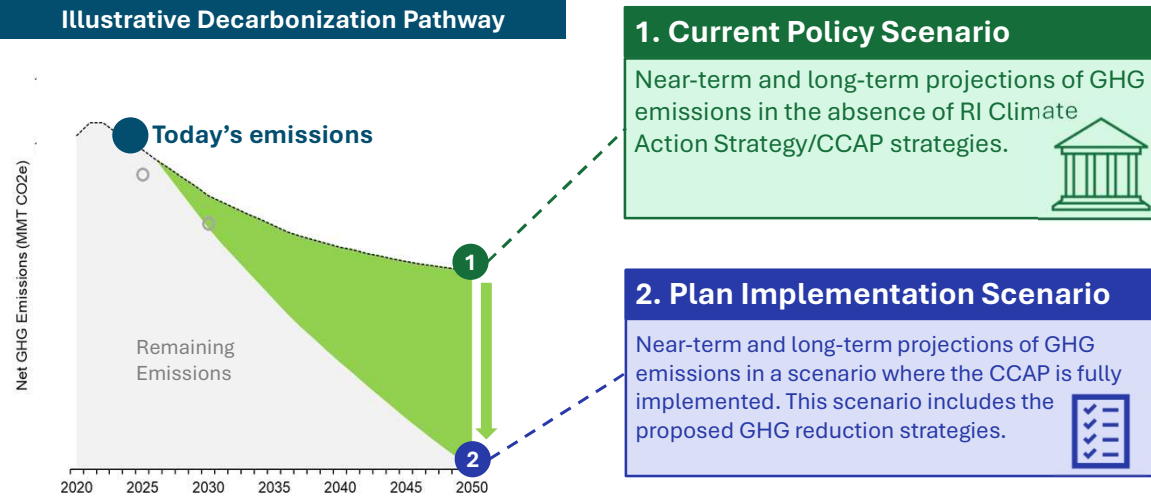 Illustrative Decarbonization Pathway
Net GHG Emissions (MMT CO2e)
Today's emissions
Remaining
Emissions
1
2
2020 2025 2030 2035 2040 2045 2050
1. Current Policy Scenario
Near-term and long-term projections of GHG
emissions in the absence of RI Climate
Action Strategy/CCAP strategies.
2. Plan Implementation Scenario
Near-term and long-term projections of GHG
emissions in a scenario where the CCAP is fully
implemented. This scenario includes the
proposed GHG reduction strategies.